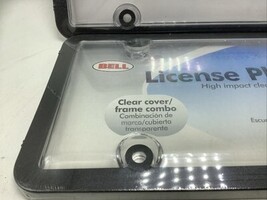 BELL
License Pl
High impact clea
Clear cover/
frame combo
Combinación de
marco/cubierta
transparente
Escu